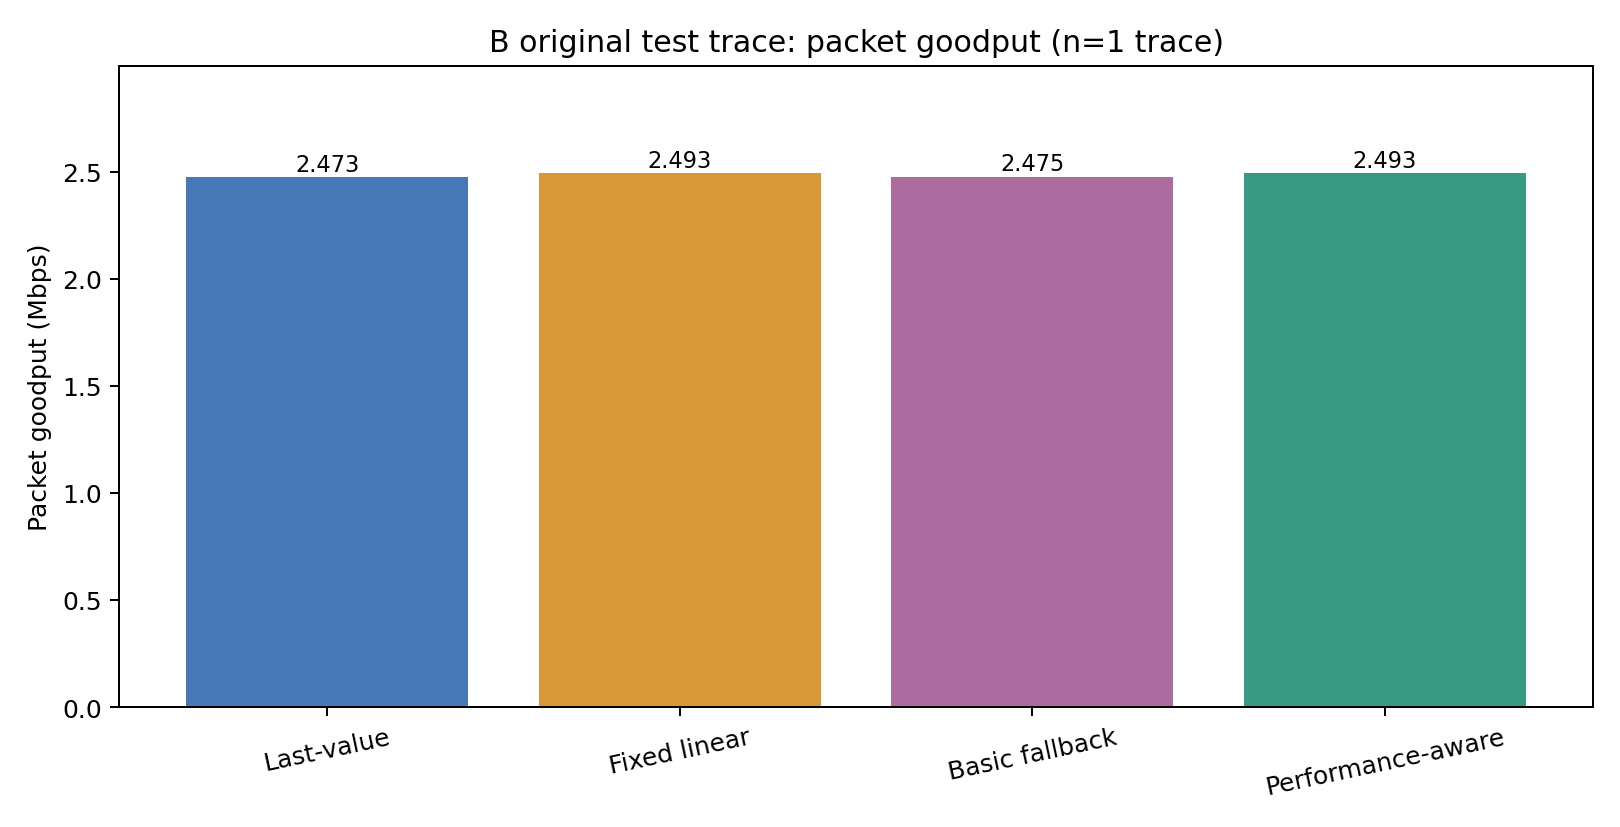 B original test trace: packet goodput (n=1 trace)
Packet goodput (Mbps)
2.5
2.0
1.5
1.0
0.5
0.0
2.473
2.493
2.475
2.493
Last-value
Fixed linear
Basic fallback
Performance-aware